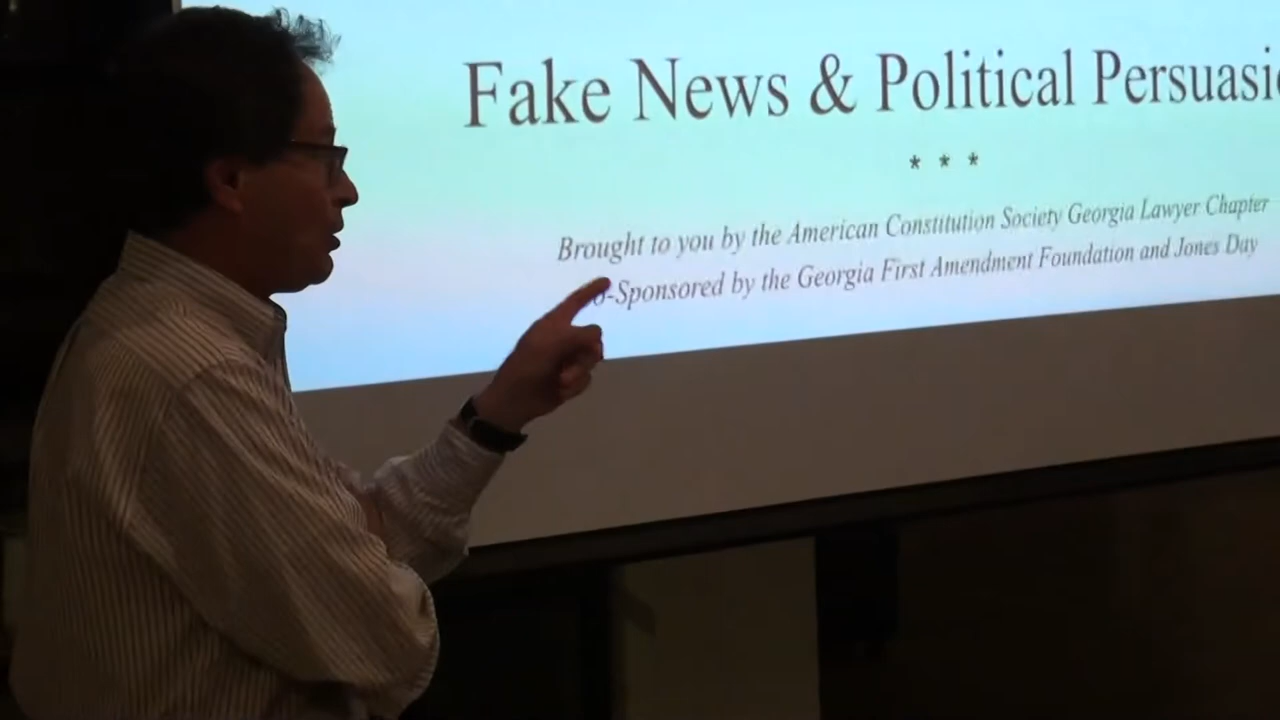 Fake News & Political Persuasi
* * *
Brought to you by the American Constitution Society Georgia Lawyer Chapter
o-Sponsored by the Georgia First Amendment Foundation and Jones Day